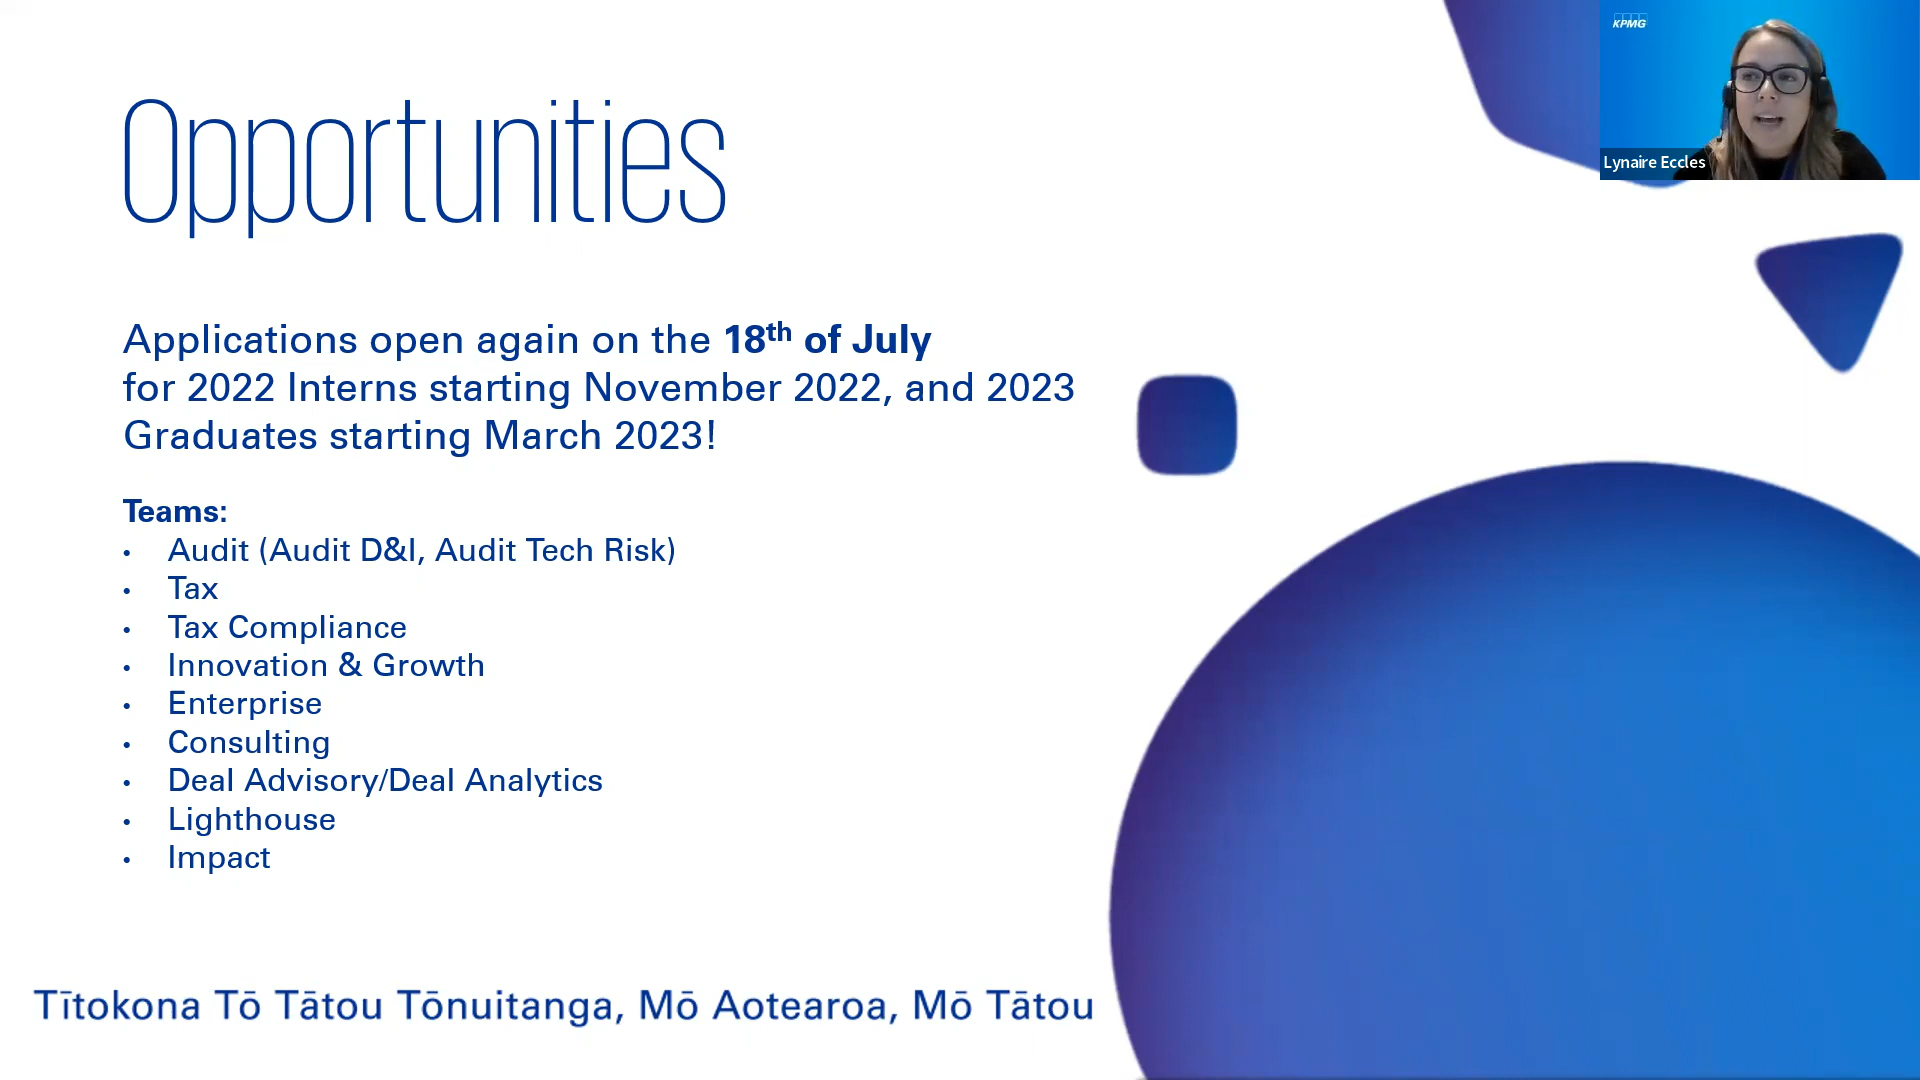 Opportunities
KPMG
Lynaire Eccles
Applications open again on the 18th of July
for 2022 Interns starting November 2022, and 2023
Graduates starting March 2023!
Teams:
• Audit (Audit D&I, Audit Tech Risk)
• Tax
• Tax Compliance
• Innovation & Growth
• Enterprise
• Consulting
• Deal Advisory/Deal Analytics
• Lighthouse
• Impact
Tītokona Tō Tātou Tōnuitanga, Mō Aotearoa, Mō Tātou